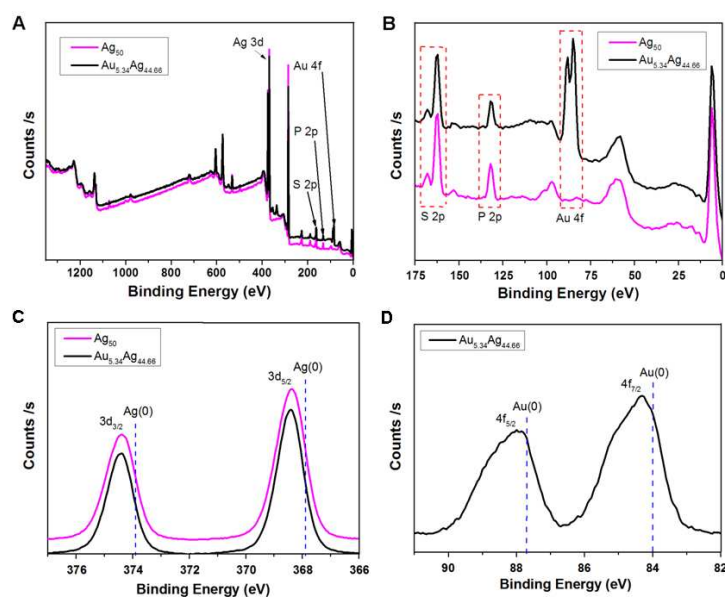 A
Ag50
Au5.34Ag44.66
Ag 3d
Au 4f
P 2p
S 2p
Counts /s
1200 1000 800 600 400 200 0
Binding Energy (eV)
B
Ag50
Au5.34Ag44.66
S 2p
P 2p
Au 4f
Counts /s
175 150 125 100 75 50 25 0
Binding Energy (eV)
C
Ag50
Au5.34Ag44.66
3d3/2
Ag(0)
3d5/2
Ag(0)
Counts /s
376 374 372 370 368 366
Binding Energy (eV)
D
Au5.34Ag44.66
4f5/2
Au(0)
4f7/2
Au(0)
Counts /s
90 88 86 84 82
Binding Energy (eV)